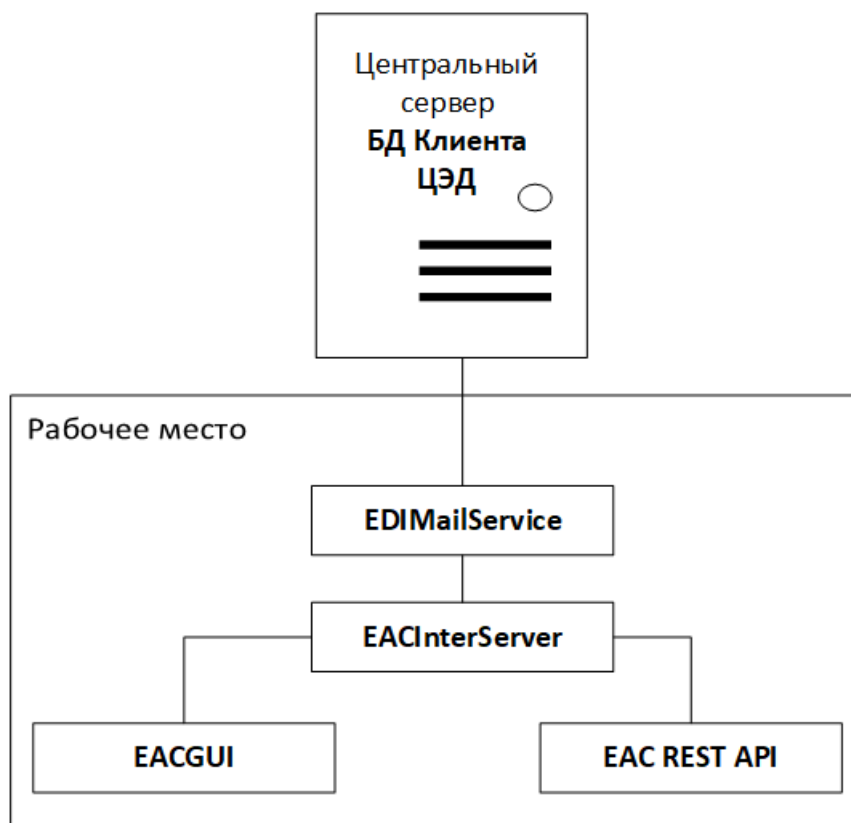 Центральный
сервер
БД Клиента
ЦЭД
Рабочее место
EDIMailService
EACInterServer
EACGUI
EAC REST API